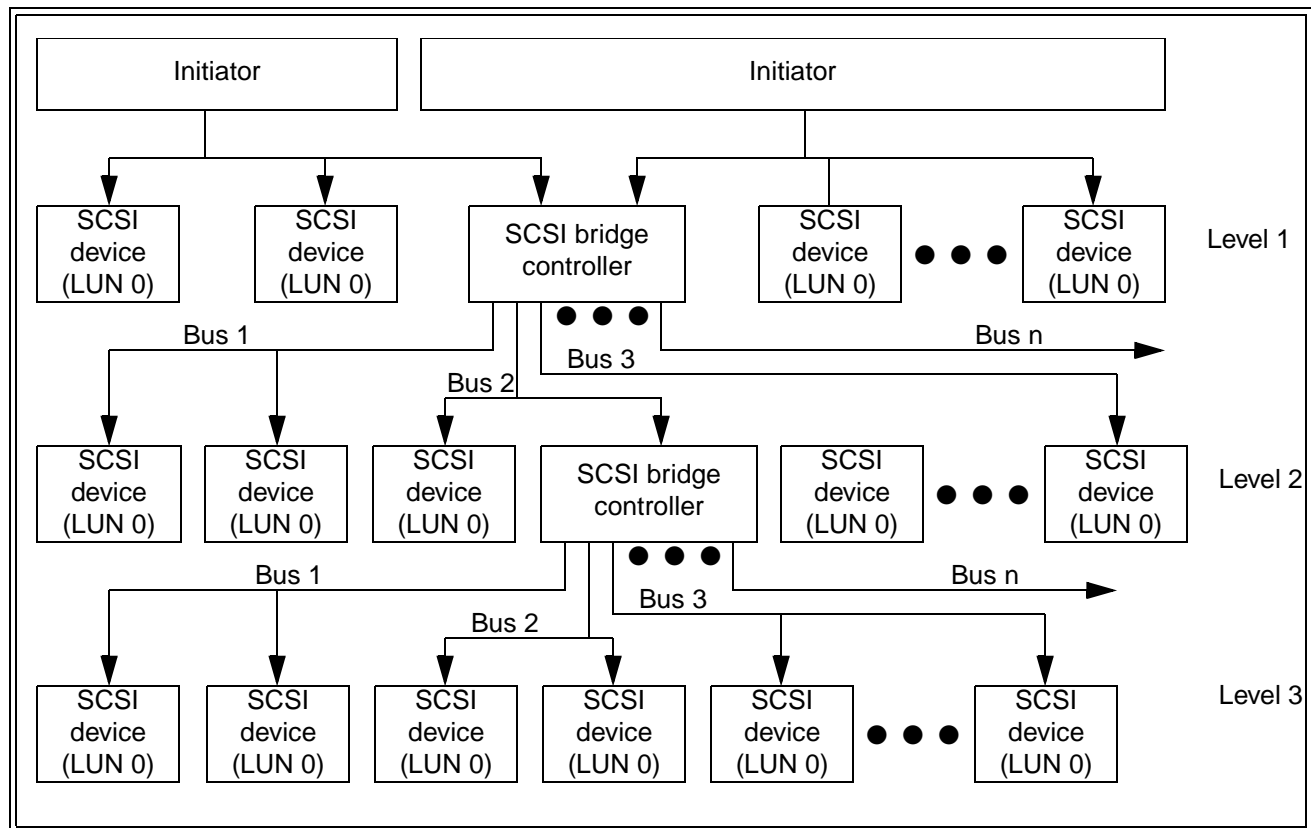 Initiator
Initiator
SCSI
device
(LUN 0)
SCSI
device
(LUN 0)
SCSI bridge
controller
SCSI
device
(LUN 0)
SCSI
device
(LUN 0)
Level 1
Bus 1
Bus 2
Bus 3
Bus n
SCSI
device
(LUN 0)
SCSI
device
(LUN 0)
SCSI
device
(LUN 0)
SCSI bridge
controller
SCSI
device
(LUN 0)
SCSI
device
(LUN 0)
Level 2
Bus 1
Bus 2
Bus 3
Bus n
SCSI
device
(LUN 0)
SCSI
device
(LUN 0)
SCSI
device
(LUN 0)
SCSI
device
(LUN 0)
SCSI
device
(LUN 0)
SCSI
device
(LUN 0)
Level 3